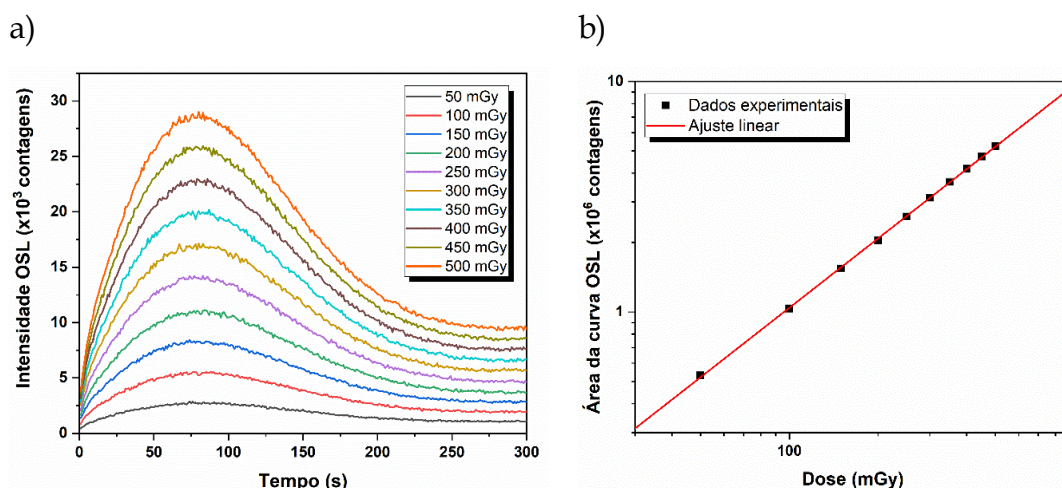 a)
b)
Intensidade OSL (x10³ contagens)
30
25
20
15
10
5
0
0
50
100
150
200
250
300
Tempo (s)
50 mGy
100 mGy
150 mGy
200 mGy
250 mGy
300 mGy
350 mGy
400 mGy
450 mGy
500 mGy
Área da curva OSL (x10⁶ contagens)
10
1
100
Dose (mGy)
Dados experimentais
Ajuste linear